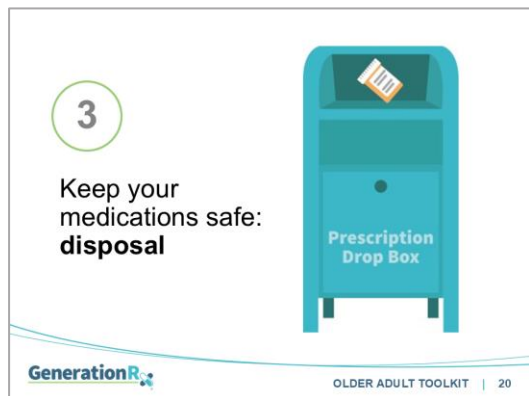 3
Keep your
medications safe:
disposal
Prescription
Drop Box
GenerationRx
OLDER ADULT TOOLKIT | 20